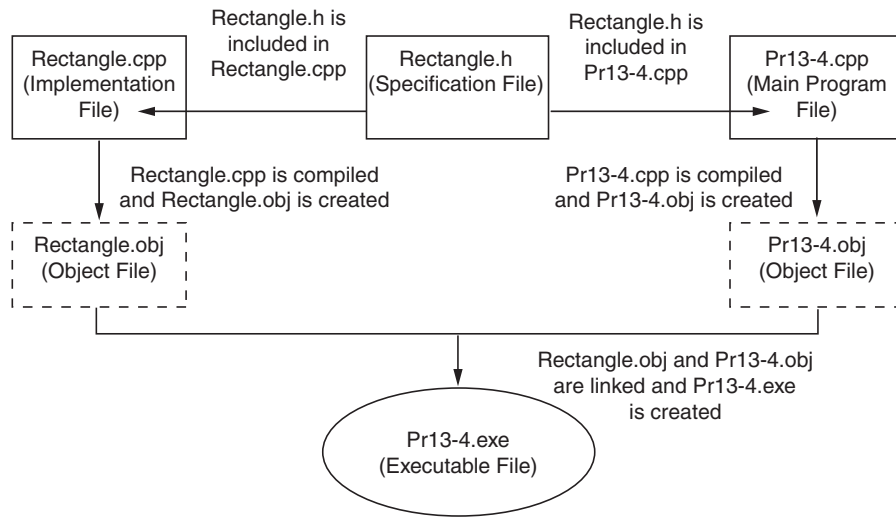 Rectangle.h is
included in
Rectangle.cpp
Rectangle.h is
included in
Pr13-4.cpp
Rectangle.cpp
(Implementation
File)
Rectangle.h
(Specification File)
Pr13-4.cpp
(Main Program
File)
Rectangle.cpp is compiled
and Rectangle.obj is created
Pr13-4.cpp is compiled
and Pr13-4.obj is created
Rectangle.obj
(Object File)
Pr13-4.obj
(Object File)
Rectangle.obj and Pr13-4.obj
are linked and Pr13-4.exe
is created
Pr13-4.exe
(Executable File)